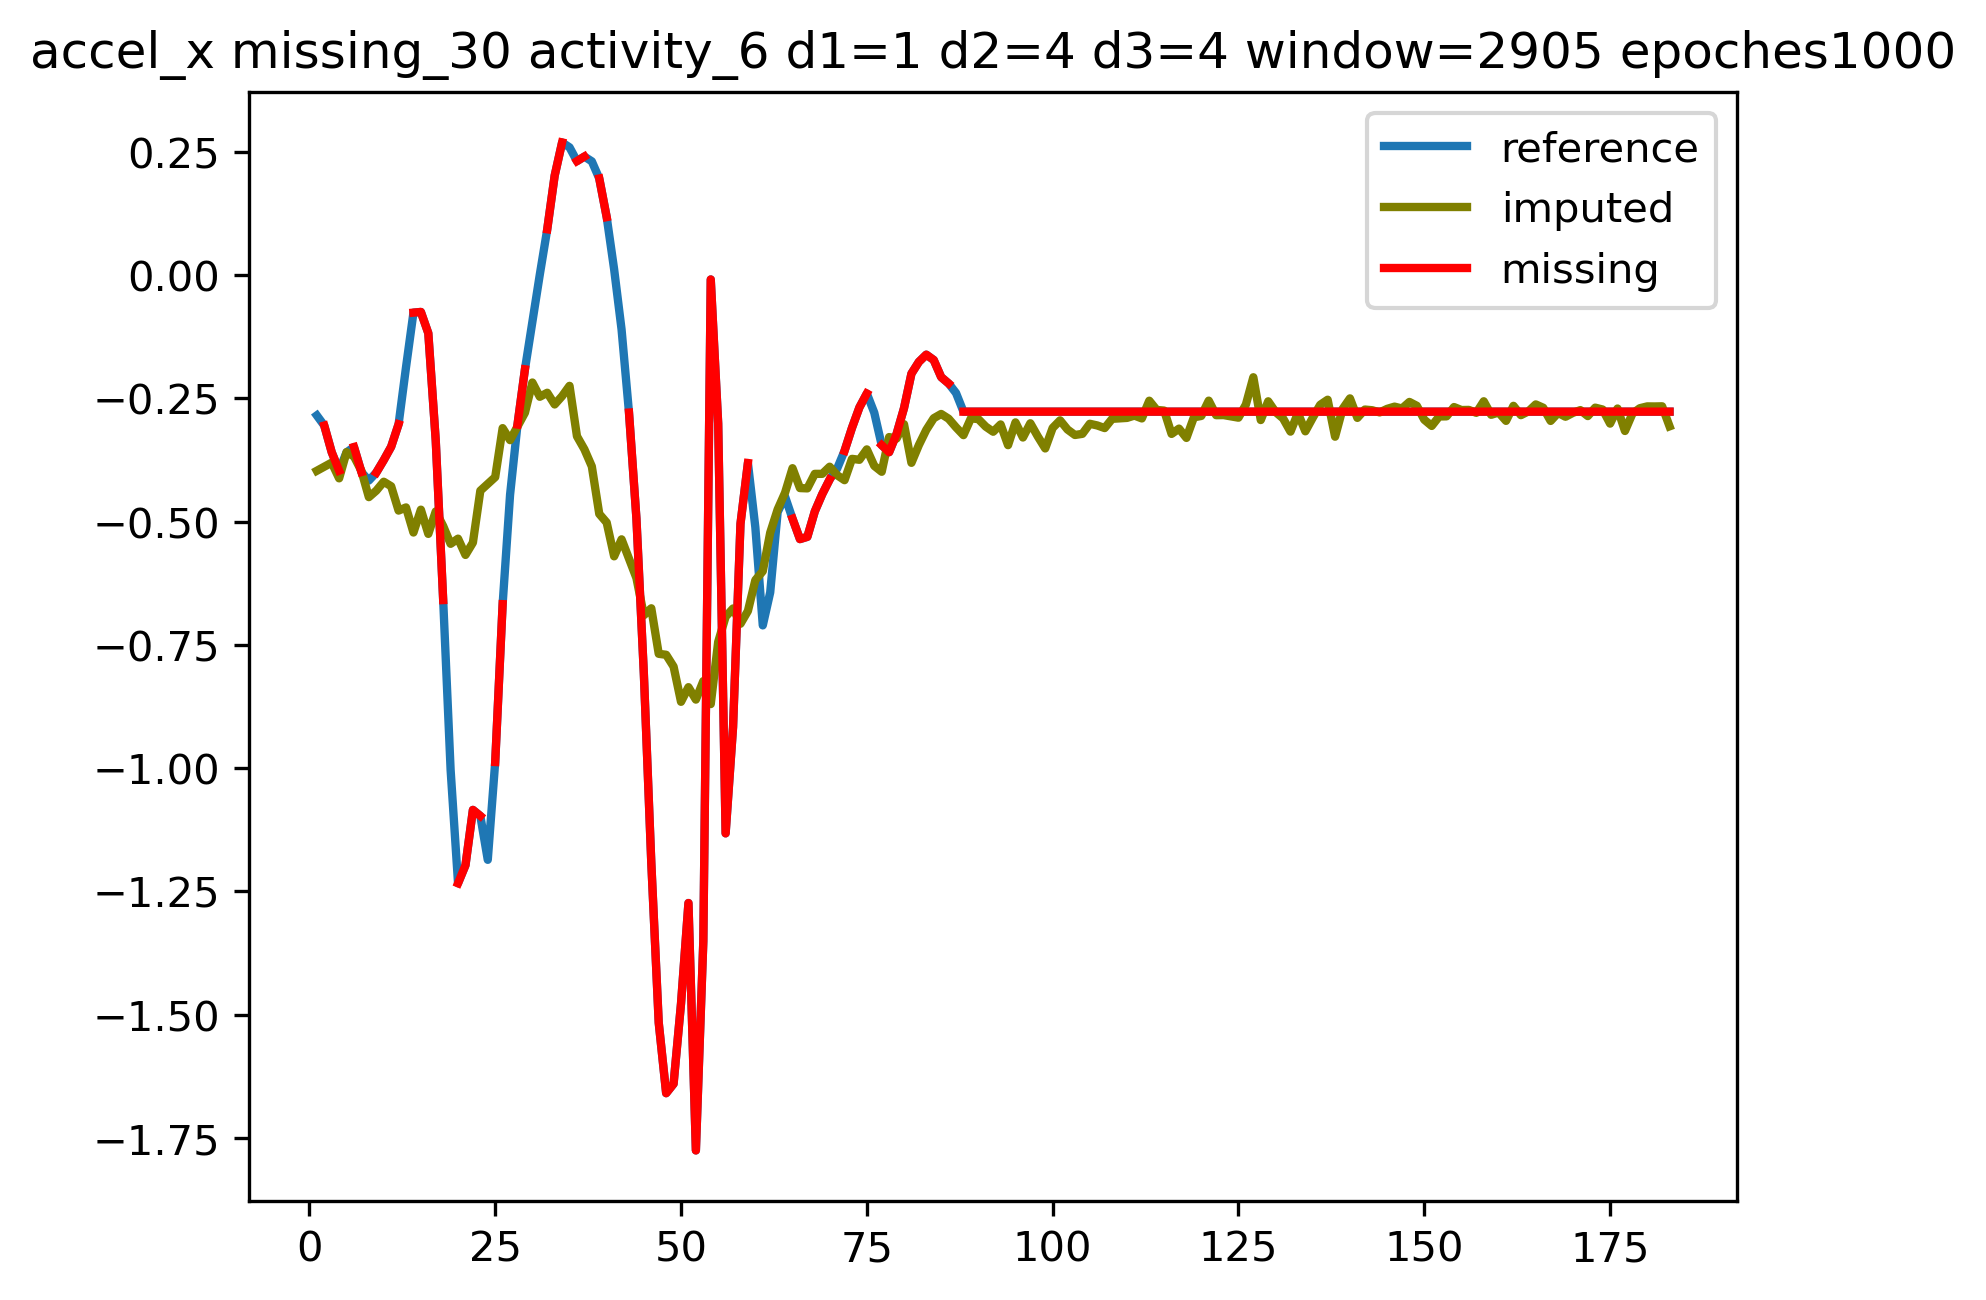 accel_x missing_30 activity_6 d1=1 d2=4 d3=4 window=2905 epoches1000
reference
imputed
missing
0.25
0.00
−0.25
−0.50
−0.75
−1.00
−1.25
−1.50
−1.75
0 25 50 75 100 125 150 175